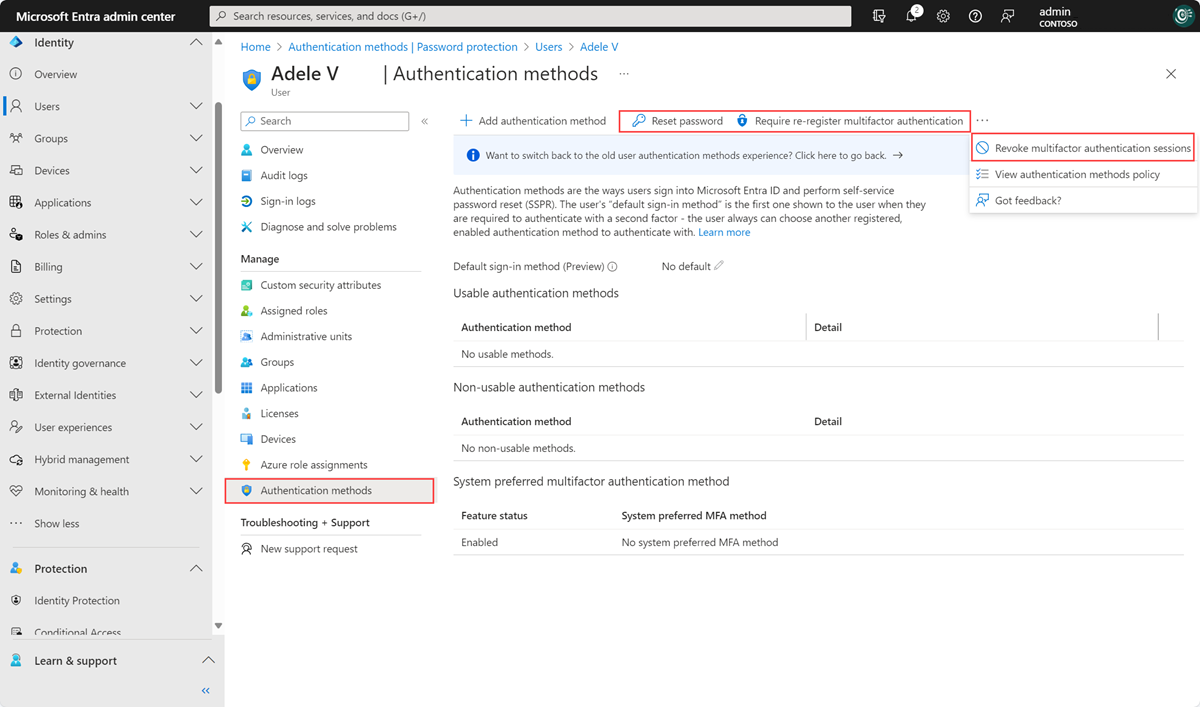 Microsoft Entra admin center
Search resources, services, and docs (G+/)
2
admin
CONTOSO
Identity
Overview
Users
Groups
Devices
Applications
Roles & admins
Billing
Settings
Protection
Identity governance
External Identities
User experiences
Hybrid management
Monitoring & health
Show less
Protection
Identity Protection
Conditional Access
Learn & support
Home > Authentication methods | Password protection > Users > Adele V
Adele V | Authentication methods
User
Search
Overview
Audit logs
Sign-in logs
Diagnose and solve problems
Manage
Custom security attributes
Assigned roles
Administrative units
Groups
Applications
Licenses
Devices
Azure role assignments
Authentication methods
Troubleshooting + Support
New support request
Add authentication method Reset password Require re-register multifactor authentication
Revoke multifactor authentication sessions
View authentication methods policy
Got feedback?
Want to switch back to the old user authentication methods experience? Click here to go back. →
Authentication methods are the ways users sign into Microsoft Entra ID and perform self-service
password reset (SSPR). The user's "default sign-in method" is the first one shown to the user when they
are required to authenticate with a second factor - the user always can choose another registered,
enabled authentication method to authenticate with. Learn more
Default sign-in method (Preview) No default
Usable authentication methods
Authentication method Detail
No usable methods.
Non-usable authentication methods
Authentication method Detail
No non-usable methods.
System preferred multifactor authentication method
Feature status System preferred MFA method
Enabled No system preferred MFA method